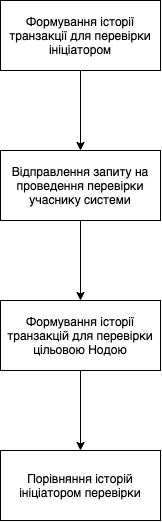 Формування історії
транзакції для перевірки
ініціатором
Відправлення запиту на
проведення перевірки
учаснику системи
Формування історії
транзакцій для перевірки
цільовою Нодою
Порівняння історій
ініціатором перевірки